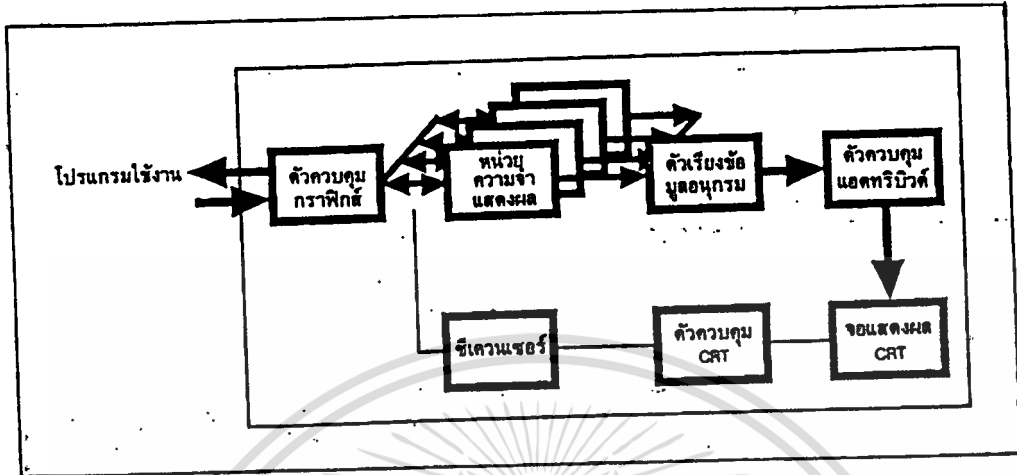 โปรแกรมใช้งาน
ตัวควบคุม
กราฟิกส์
หน่วย
ความจำ
แสดงผล
ตัวเรียงข้อ
มูลอนุกรม
ตัวควบคุม
แอตทริบิวต์
ซีเควนเซอร์
ตัวควบคุม
CRT
จอแสดงผล
CRT